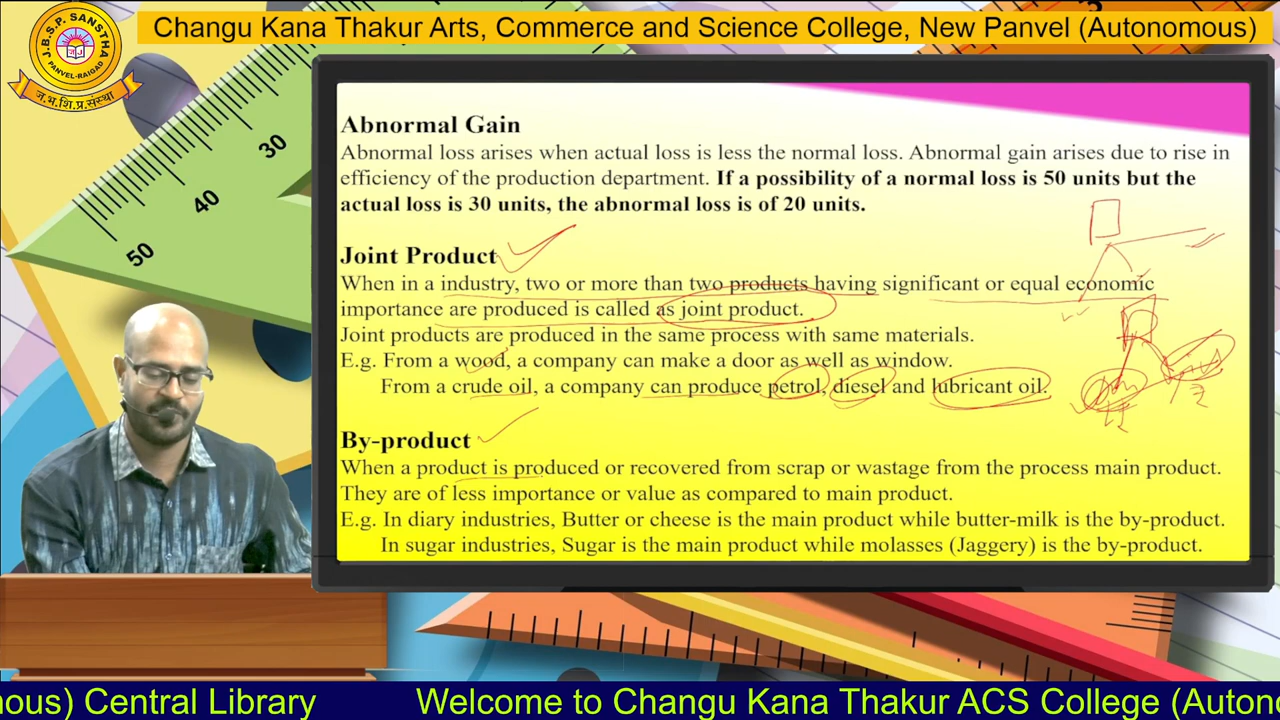 Changu Kana Thakur Arts, Commerce and Science College, New Panvel (Autonomous)
J.B.S.P. SANSTHA
PANVEL-RAIGAD
ज.भ.शि.प्र.संस्था
30
40
50
Abnormal Gain
Abnormal loss arises when actual loss is less the normal loss. Abnormal gain arises due to rise in
efficiency of the production department. If a possibility of a normal loss is 50 units but the
actual loss is 30 units, the abnormal loss is of 20 units.
Joint Product
When in a industry, two or more than two products having significant or equal economic
importance are produced is called as joint product.
Joint products are produced in the same process with same materials.
E.g. From a wood, a company can make a door as well as window.
From a crude oil, a company can produce petrol, diesel and lubricant oil.
By-product
When a product is produced or recovered from scrap or wastage from the process main product.
They are of less importance or value as compared to main product.
E.g. In diary industries, Butter or cheese is the main product while butter-milk is the by-product.
In sugar industries, Sugar is the main product while molasses (Jaggery) is the by-product.
nous) Central Library Welcome to Changu Kana Thakur ACS College (Auton